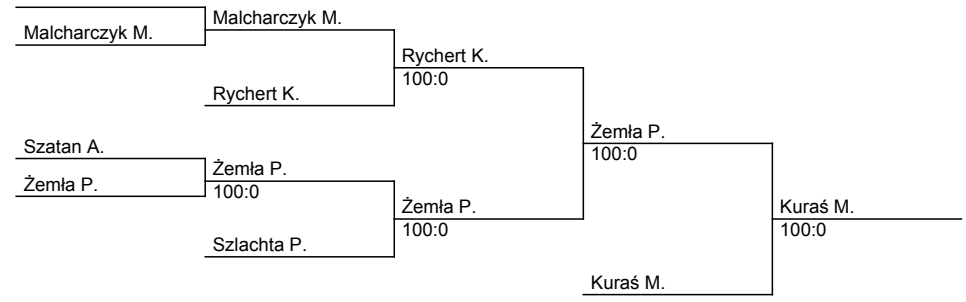 Malcharczyk M.
Malcharczyk M.
Rychert K.
Rychert K.
100:0
Szatan A.
Żemła P.
Żemła P.
100:0
Szlachta P.
Żemła P.
100:0
Żemła P.
100:0
Kuraś M.
Kuraś M.
100:0